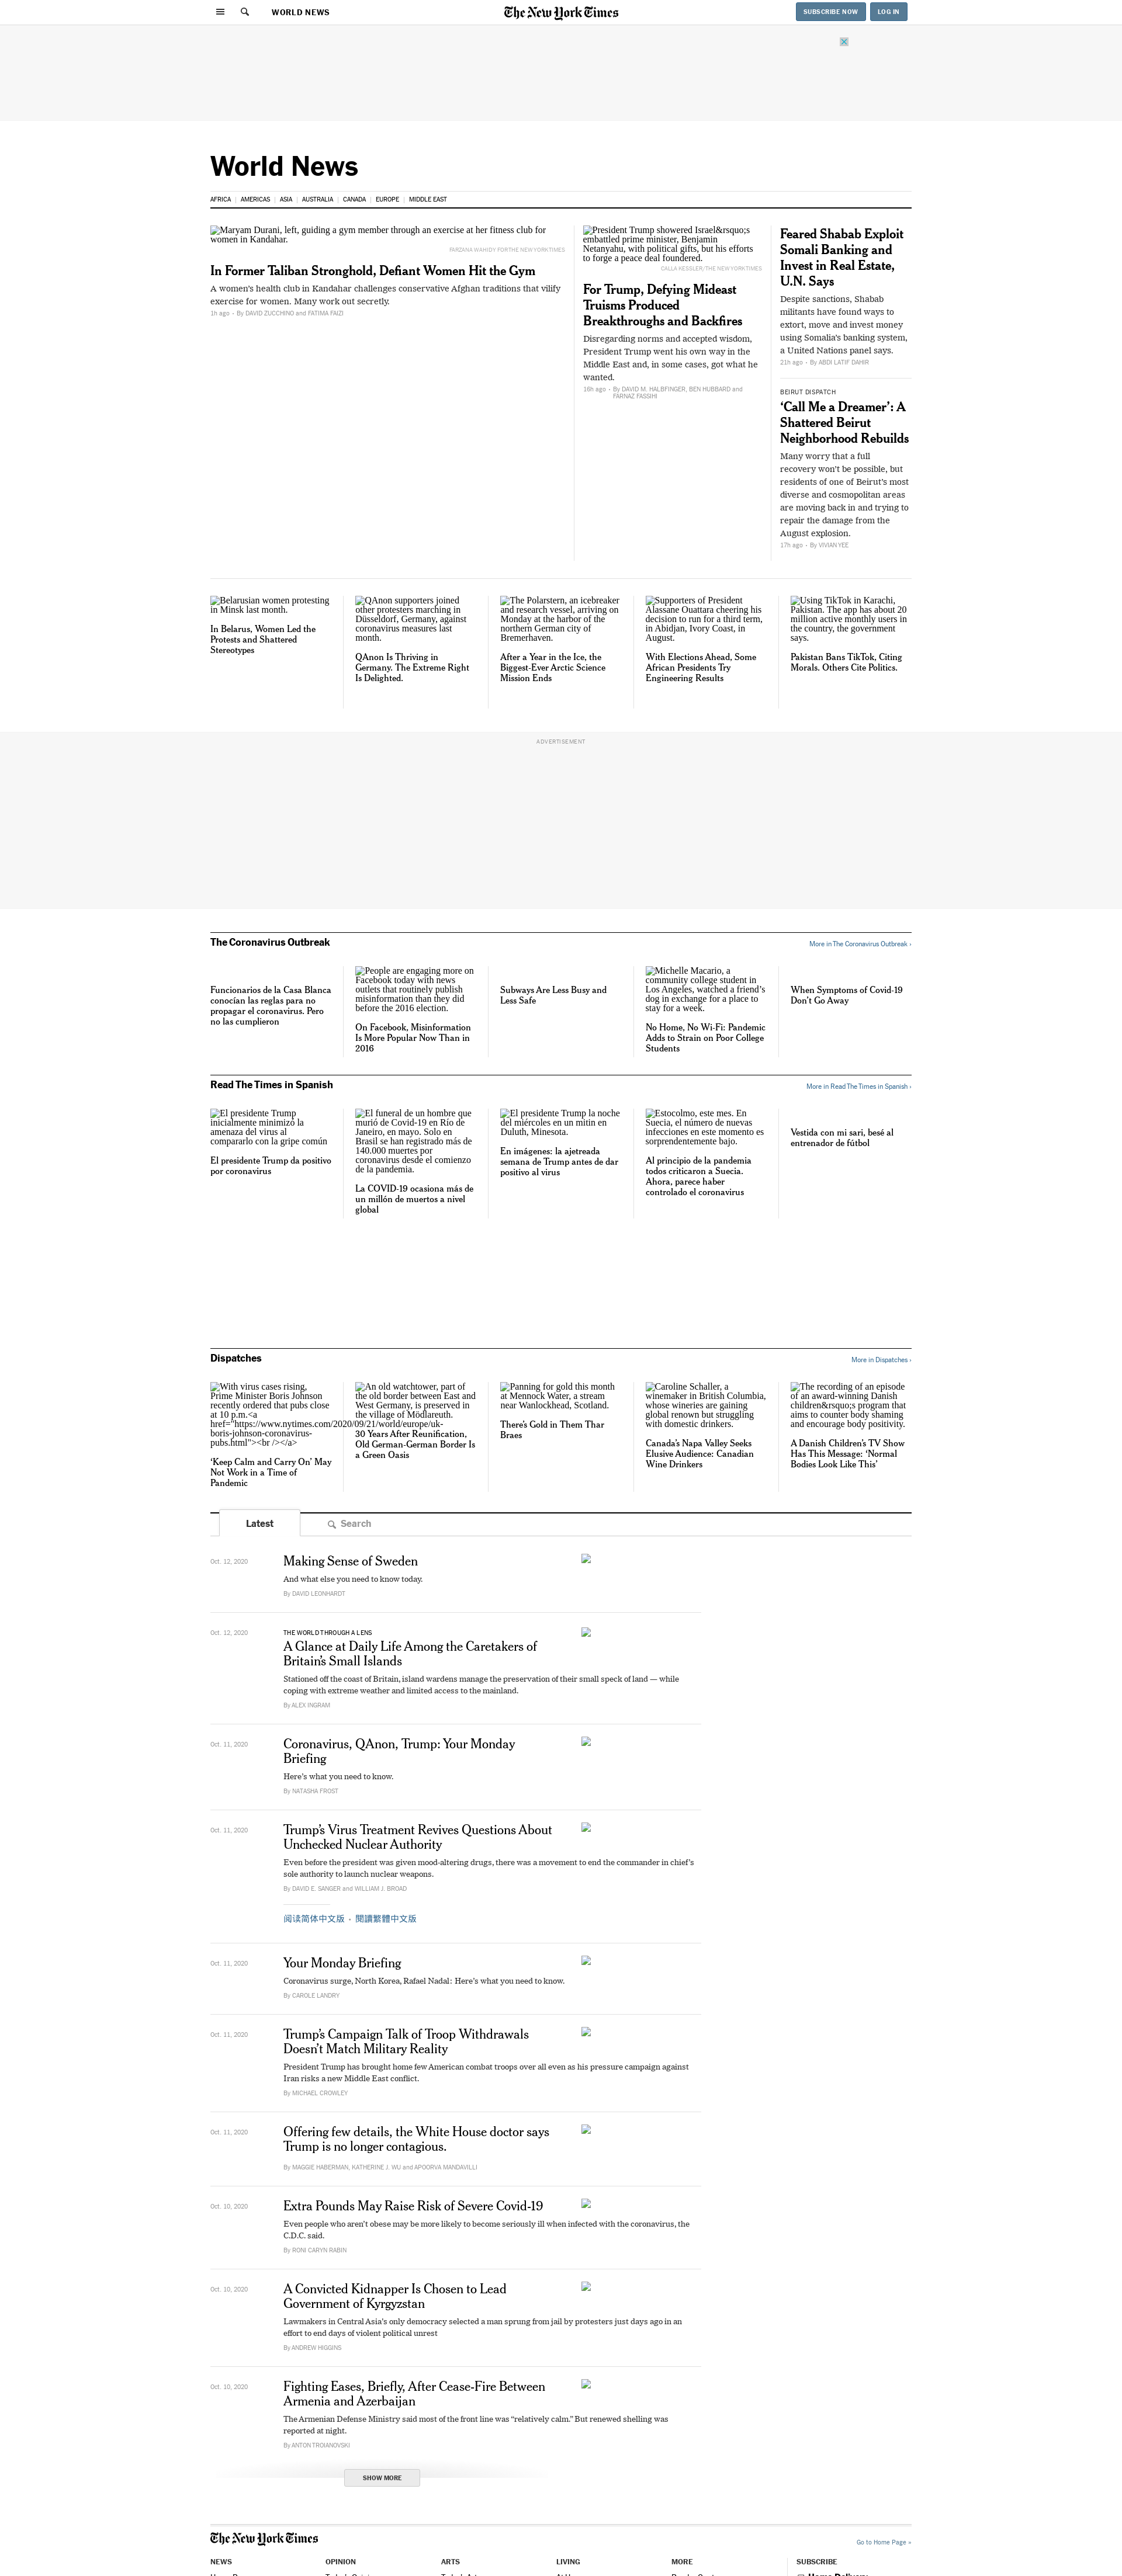 WORLD NEWS
The New York Times
SUBSCRIBE NOW
LOG IN
World News
AFRICA
AMERICAS
ASIA
AUSTRALIA
CANADA
EUROPE
MIDDLE EAST
Maryam Durani, left, guiding a gym member through an exercise at her fitness club for
women in Kandahar.
FARZANA WAHIDY FOR THE NEW YORK TIMES
In Former Taliban Stronghold, Defiant Women Hit the Gym
A women's health club in Kandahar challenges conservative Afghan traditions that vilify
exercise for women. Many work out secretly.
1h ago - By DAVID ZUCCHINO and FATIMA FAIZI
President Trump showered Israel&rsquo;s
embattled prime minister, Benjamin
Netanyahu, with political gifts, but his efforts
to forge a peace deal foundered.
CALLA KESSLER/THE NEW YORK TIMES
For Trump, Defying Mideast
Truisms Produced
Breakthroughs and Backfires
Disregarding norms and accepted wisdom,
President Trump went his own way in the
Middle East and, in some cases, got what he
wanted.
16h ago - By DAVID M. HALBFINGER, BEN HUBBARD and
FARNAZ FASSIHI
Feared Shabab Exploit
Somali Banking and
Invest in Real Estate,
U.N. Says
Despite sanctions, Shabab
militants have found ways to
extort, move and invest money
using Somalia's banking system,
a United Nations panel says.
21h ago - By ABDI LATIF DAHIR
BEIRUT DISPATCH
‘Call Me a Dreamer’: A
Shattered Beirut
Neighborhood Rebuilds
Many worry that a full
recovery won't be possible, but
residents of one of Beirut's most
diverse and cosmopolitan areas
are moving back in and trying to
repair the damage from the
August explosion.
17h ago - By VIVIAN YEE
Belarusian women protesting
in Minsk last month.
In Belarus, Women Led the
Protests and Shattered
Stereotypes
QAnon supporters joined
other protesters marching in
Düsseldorf, Germany, against
coronavirus measures last
month.
QAnon Is Thriving in
Germany. The Extreme Right
Is Delighted.
The Polarstern, an icebreaker
and research vessel, arriving on
Monday at the harbor of the
northern German city of
Bremerhaven.
After a Year in the Ice, the
Biggest-Ever Arctic Science
Mission Ends
Supporters of President
Alassane Ouattara cheering his
decision to run for a third term,
in Abidjan, Ivory Coast, in
August.
With Elections Ahead, Some
African Presidents Try
Engineering Results
Using TikTok in Karachi,
Pakistan. The app has about 20
million active monthly users in
the country, the government
says.
Pakistan Bans TikTok, Citing
Morals. Others Cite Politics.
ADVERTISEMENT
The Coronavirus Outbreak
More in The Coronavirus Outbreak ›
Funcionarios de la Casa Blanca
conocían las reglas para no
propagar el coronavirus. Pero
no las cumplieron
People are engaging more on
Facebook today with news
outlets that routinely publish
misinformation than they did
before the 2016 election.
On Facebook, Misinformation
Is More Popular Now Than in
2016
Subways Are Less Busy and
Less Safe
Michelle Macario, a
community college student in
Los Angeles, watched a friend’s
dog in exchange for a place to
stay for a week.
No Home, No Wi-Fi: Pandemic
Adds to Strain on Poor College
Students
When Symptoms of Covid-19
Don't Go Away
Read The Times in Spanish
More in Read The Times in Spanish ›
El presidente Trump
inicialmente minimizó la
amenaza del virus al
compararlo con la gripe común
El presidente Trump da positivo
por coronavirus
El funeral de un hombre que
murió de Covid-19 en Río de
Janeiro, en mayo. Solo en
Brasil se han registrado más de
140.000 muertes por
coronavirus desde el comienzo
de la pandemia.
La COVID-19 ocasiona más de
un millón de muertos a nivel
global
El presidente Trump la noche
del miércoles en un mitin en
Duluth, Minesota.
En imágenes: la ajetreada
semana de Trump antes de dar
positivo al virus
Estocolmo, este mes. En
Suecia, el número de nuevas
infecciones en este momento es
sorprendentemente bajo.
Al principio de la pandemia
todos criticaron a Suecia.
Ahora, parece haber
controlado el coronavirus
Vestida con mi sari, besé al
entrenador de fútbol
Dispatches
More in Dispatches ›
With virus cases rising,
Prime Minister Boris Johnson
recently ordered that pubs close
at 10 p.m.<a
href="https://www.nytimes.com/2020/09/21/world/europe/uk-
boris-johnson-coronavirus-
pubs.html"><br /></a>
‘Keep Calm and Carry On’ May
Not Work in a Time of
Pandemic
An old watchtower, part of
the old border between East and
West Germany, is preserved in
the village of Mödlareuth.
30 Years After Reunification,
Old German-German Border Is
a Green Oasis
Panning for gold this month
at Mennock Water, a stream
near Wanlockhead, Scotland.
There’s Gold in Them Thar
Braes
Caroline Schaller, a
winemaker in British Columbia,
whose wineries are gaining
global renown but struggling
with domestic drinkers.
Canada’s Napa Valley Seeks
Elusive Audience: Canadian
Wine Drinkers
The recording of an episode
of an award-winning Danish
children&rsquo;s program that
aims to counter body shaming
and encourage body positivity.
A Danish Children’s TV Show
Has This Message: ‘Normal
Bodies Look Like This’
Latest
Search
Oct. 12, 2020
Making Sense of Sweden
And what else you need to know today.
By DAVID LEONHARDT
Oct. 12, 2020
THE WORLD THROUGH A LENS
A Glance at Daily Life Among the Caretakers of
Britain’s Small Islands
Stationed off the coast of Britain, island wardens manage the preservation of their small speck of land — while
coping with extreme weather and limited access to the mainland.
By ALEX INGRAM
Oct. 11, 2020
Coronavirus, QAnon, Trump: Your Monday
Briefing
Here’s what you need to know.
By NATASHA FROST
Oct. 11, 2020
Trump’s Virus Treatment Revives Questions About
Unchecked Nuclear Authority
Even before the president was given mood-altering drugs, there was a movement to end the commander in chief’s
sole authority to launch nuclear weapons.
By DAVID E. SANGER and WILLIAM J. BROAD
阅读简体中文版 - 閱讀繁體中文版
Oct. 11, 2020
Your Monday Briefing
Coronavirus surge, North Korea, Rafael Nadal: Here’s what you need to know.
By CAROLE LANDRY
Oct. 11, 2020
Trump’s Campaign Talk of Troop Withdrawals
Doesn’t Match Military Reality
President Trump has brought home few American combat troops over all even as his pressure campaign against
Iran risks a new Middle East conflict.
By MICHAEL CROWLEY
Oct. 11, 2020
Offering few details, the White House doctor says
Trump is no longer contagious.
By MAGGIE HABERMAN, KATHERINE J. WU and APOORVA MANDAVILLI
Oct. 10, 2020
Extra Pounds May Raise Risk of Severe Covid-19
Even people who aren’t obese may be more likely to become seriously ill when infected with the coronavirus, the
C.D.C. said.
By RONI CARYN RABIN
Oct. 10, 2020
A Convicted Kidnapper Is Chosen to Lead
Government of Kyrgyzstan
Lawmakers in Central Asia’s only democracy selected a man sprung from jail by protesters just days ago in an
effort to end days of violent political unrest
By ANDREW HIGGINS
Oct. 10, 2020
Fighting Eases, Briefly, After Cease-Fire Between
Armenia and Azerbaijan
The Armenian Defense Ministry said most of the front line was “relatively calm.” But renewed shelling was
reported at night.
By ANTON TROIANOVSKI
SHOW MORE
The New York Times
Go to Home Page »
NEWS
OPINION
ARTS
LIVING
MORE
SUBSCRIBE